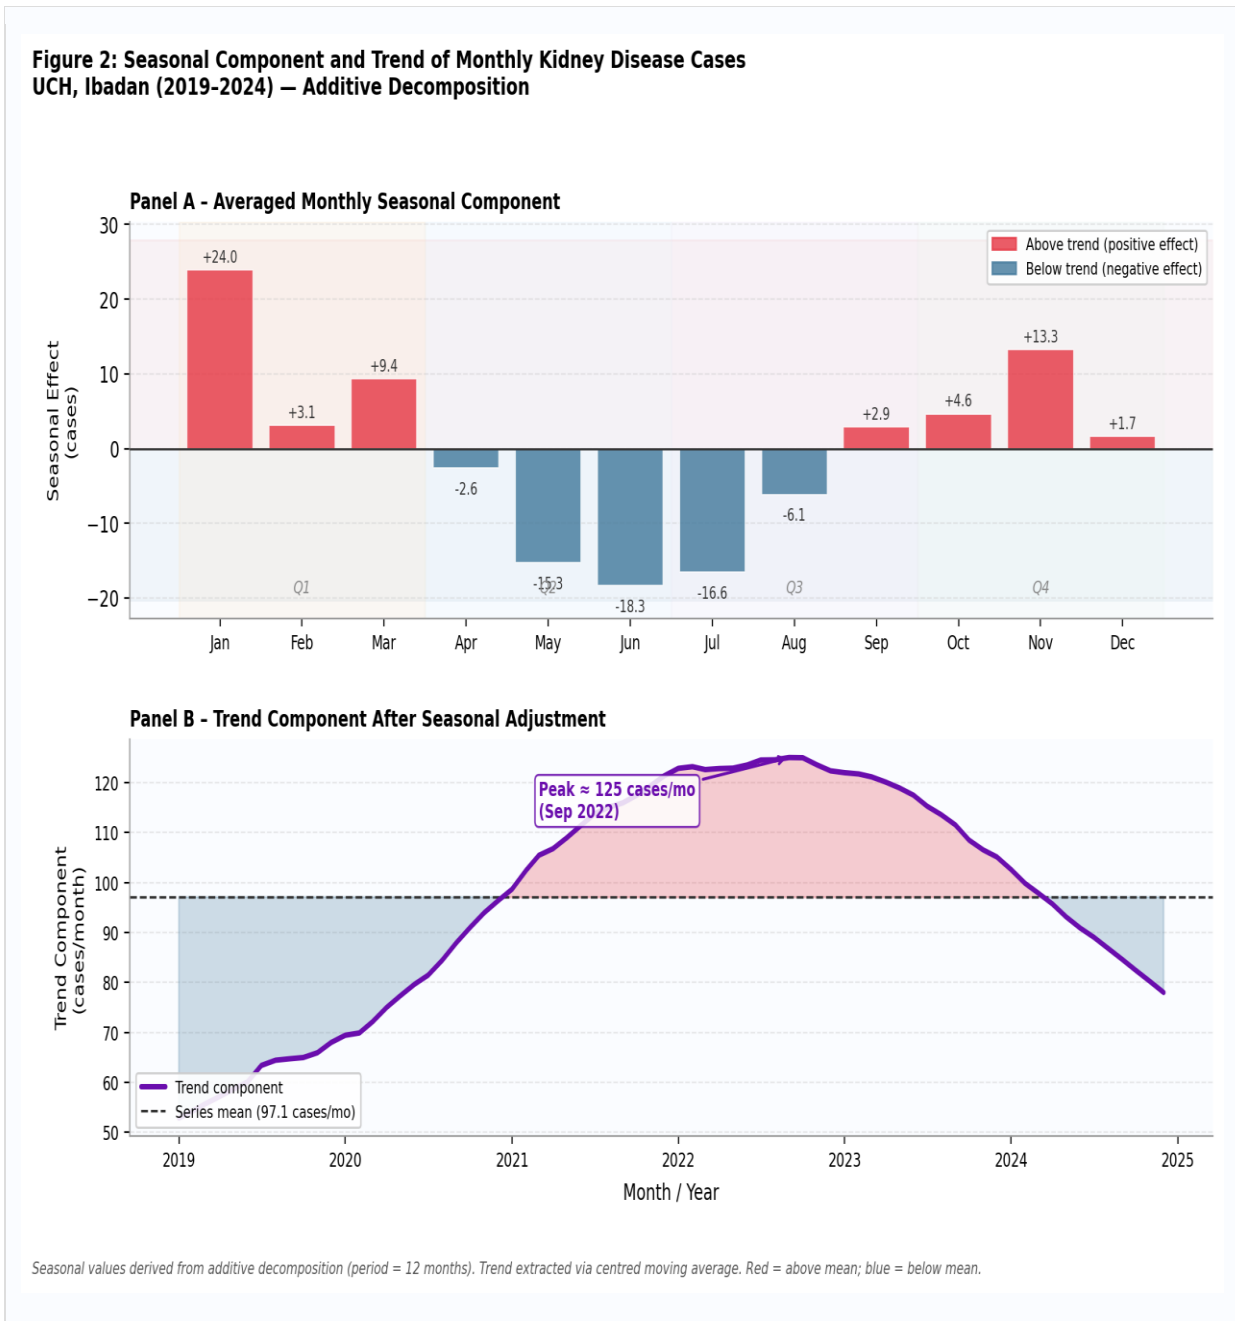 Figure 2: Seasonal Component and Trend of Monthly Kidney Disease Cases
UCH, Ibadan (2019–2024) — Additive Decomposition
Panel A – Averaged Monthly Seasonal Component
Seasonal Effect
(cases)
30
20
10
0
−10
−20
Above trend (positive effect)
Below trend (negative effect)
+24.0
+3.1
+9.4
-2.6
-15.3
-18.3
-16.6
-6.1
+2.9
+4.6
+13.3
+1.7
Q1
Q2
Q3
Q4
Jan
Feb
Mar
Apr
May
Jun
Jul
Aug
Sep
Oct
Nov
Dec
Panel B – Trend Component After Seasonal Adjustment
Trend Component
(cases/month)
120
110
100
90
80
70
60
50
Peak ≈ 125 cases/mo
(Sep 2022)
Trend component
Series mean (97.1 cases/mo)
2019
2020
2021
2022
2023
2024
2025
Month / Year
Seasonal values derived from additive decomposition (period = 12 months). Trend extracted via centred moving average. Red = above mean; blue = below mean.